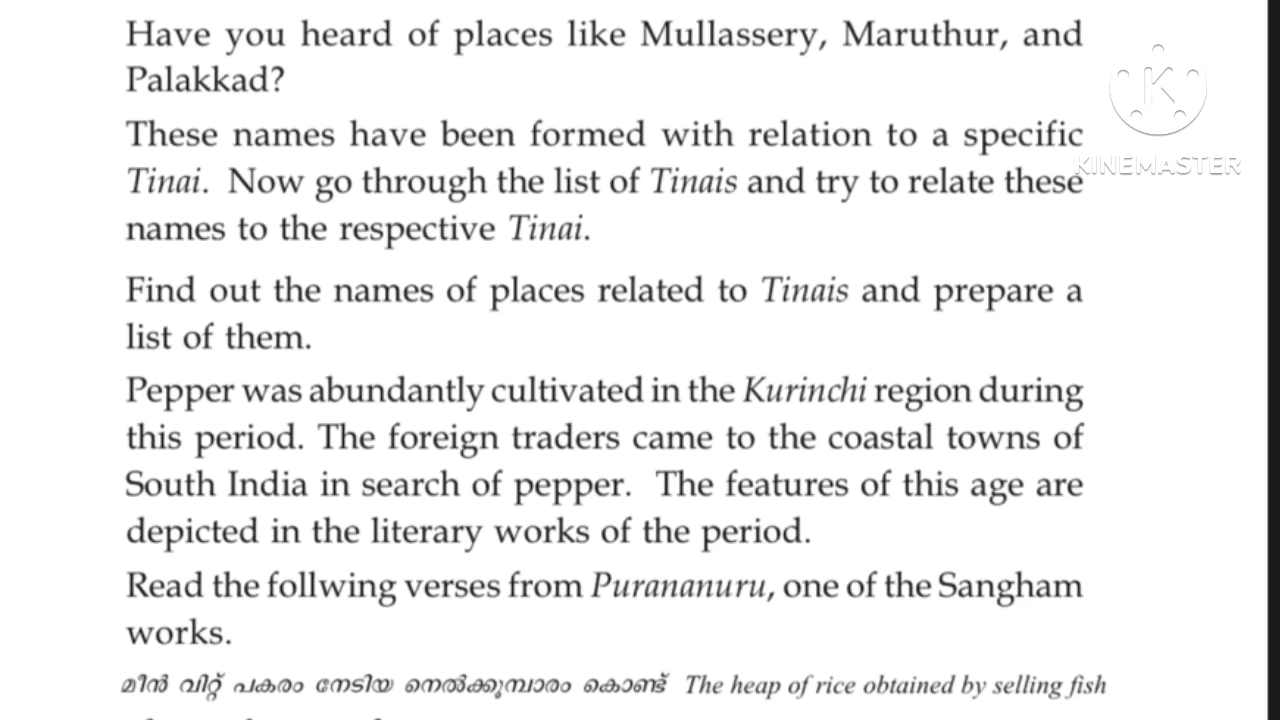 Have you heard of places like Mullassery, Maruthur, and
Palakkad?
These names have been formed with relation to a specific
Tinai. Now go through the list of Tinais and try to relate these
names to the respective Tinai.
Find out the names of places related to Tinais and prepare a
list of them.
Pepper was abundantly cultivated in the Kurinchi region during
this period. The foreign traders came to the coastal towns of
South India in search of pepper. The features of this age are
depicted in the literary works of the period.
Read the follwing verses from Purananuru, one of the Sangham
works.
മീൻ വിറ്റ് പകരം നേടിയ നെൽക്കൂമ്പാരം കൊണ്ട് The heap of rice obtained by selling fish
K
KINEMASTER